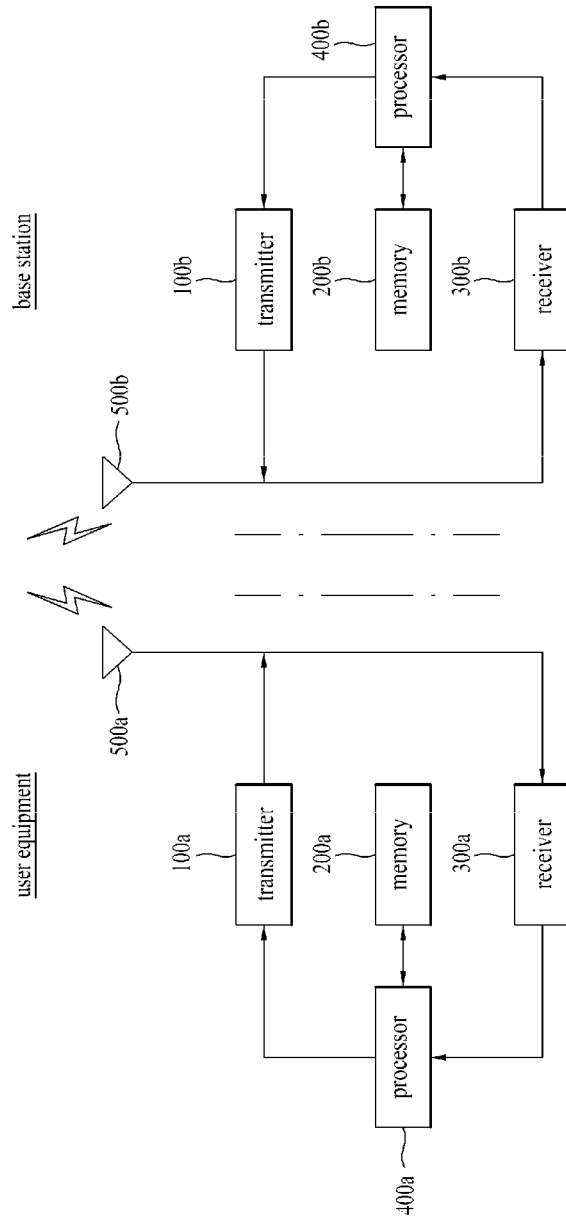 user equipment
base station
500a
500b
100a
transmitter
100b
transmitter
400a
processor
200a
memory
200b
memory
400b
processor
300a
receiver
300b
receiver